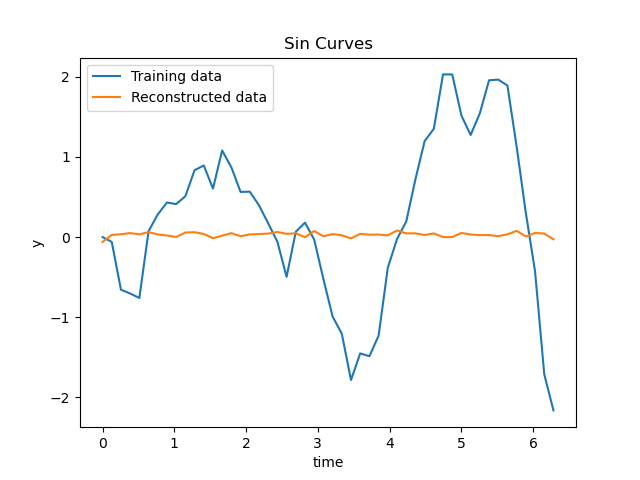 Sin Curves
Training data
Reconstructed data
y
2
1
0
−1
−2
0 1 2 3 4 5 6
time